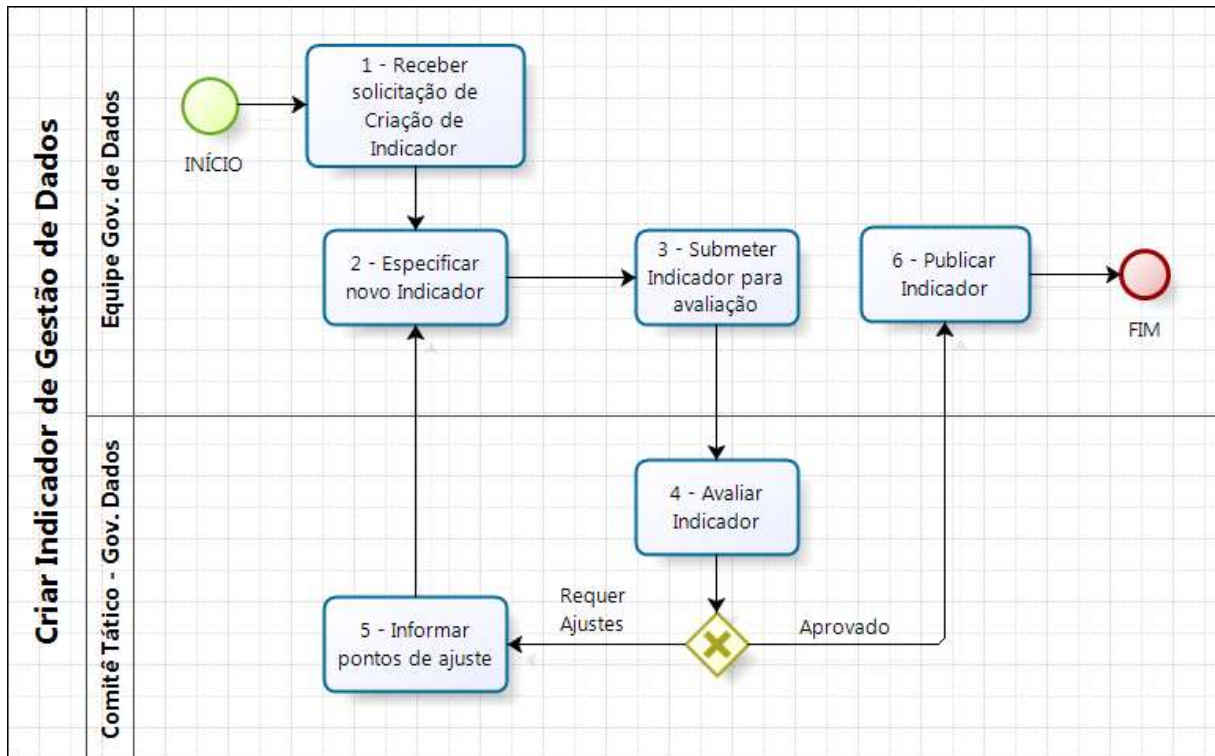 Criar Indicador de Gestão de Dados
Equipe Gov. de Dados
INÍCIO
1 - Receber
solicitação de
Criação de
Indicador
2 - Especificar
novo Indicador
3 - Submeter
Indicador para
avaliação
6 - Publicar
Indicador
FIM
Comitê Tático - Gov. Dados
4 - Avaliar
Indicador
Requer
Ajustes
Aprovado
5 - Informar
pontos de ajuste